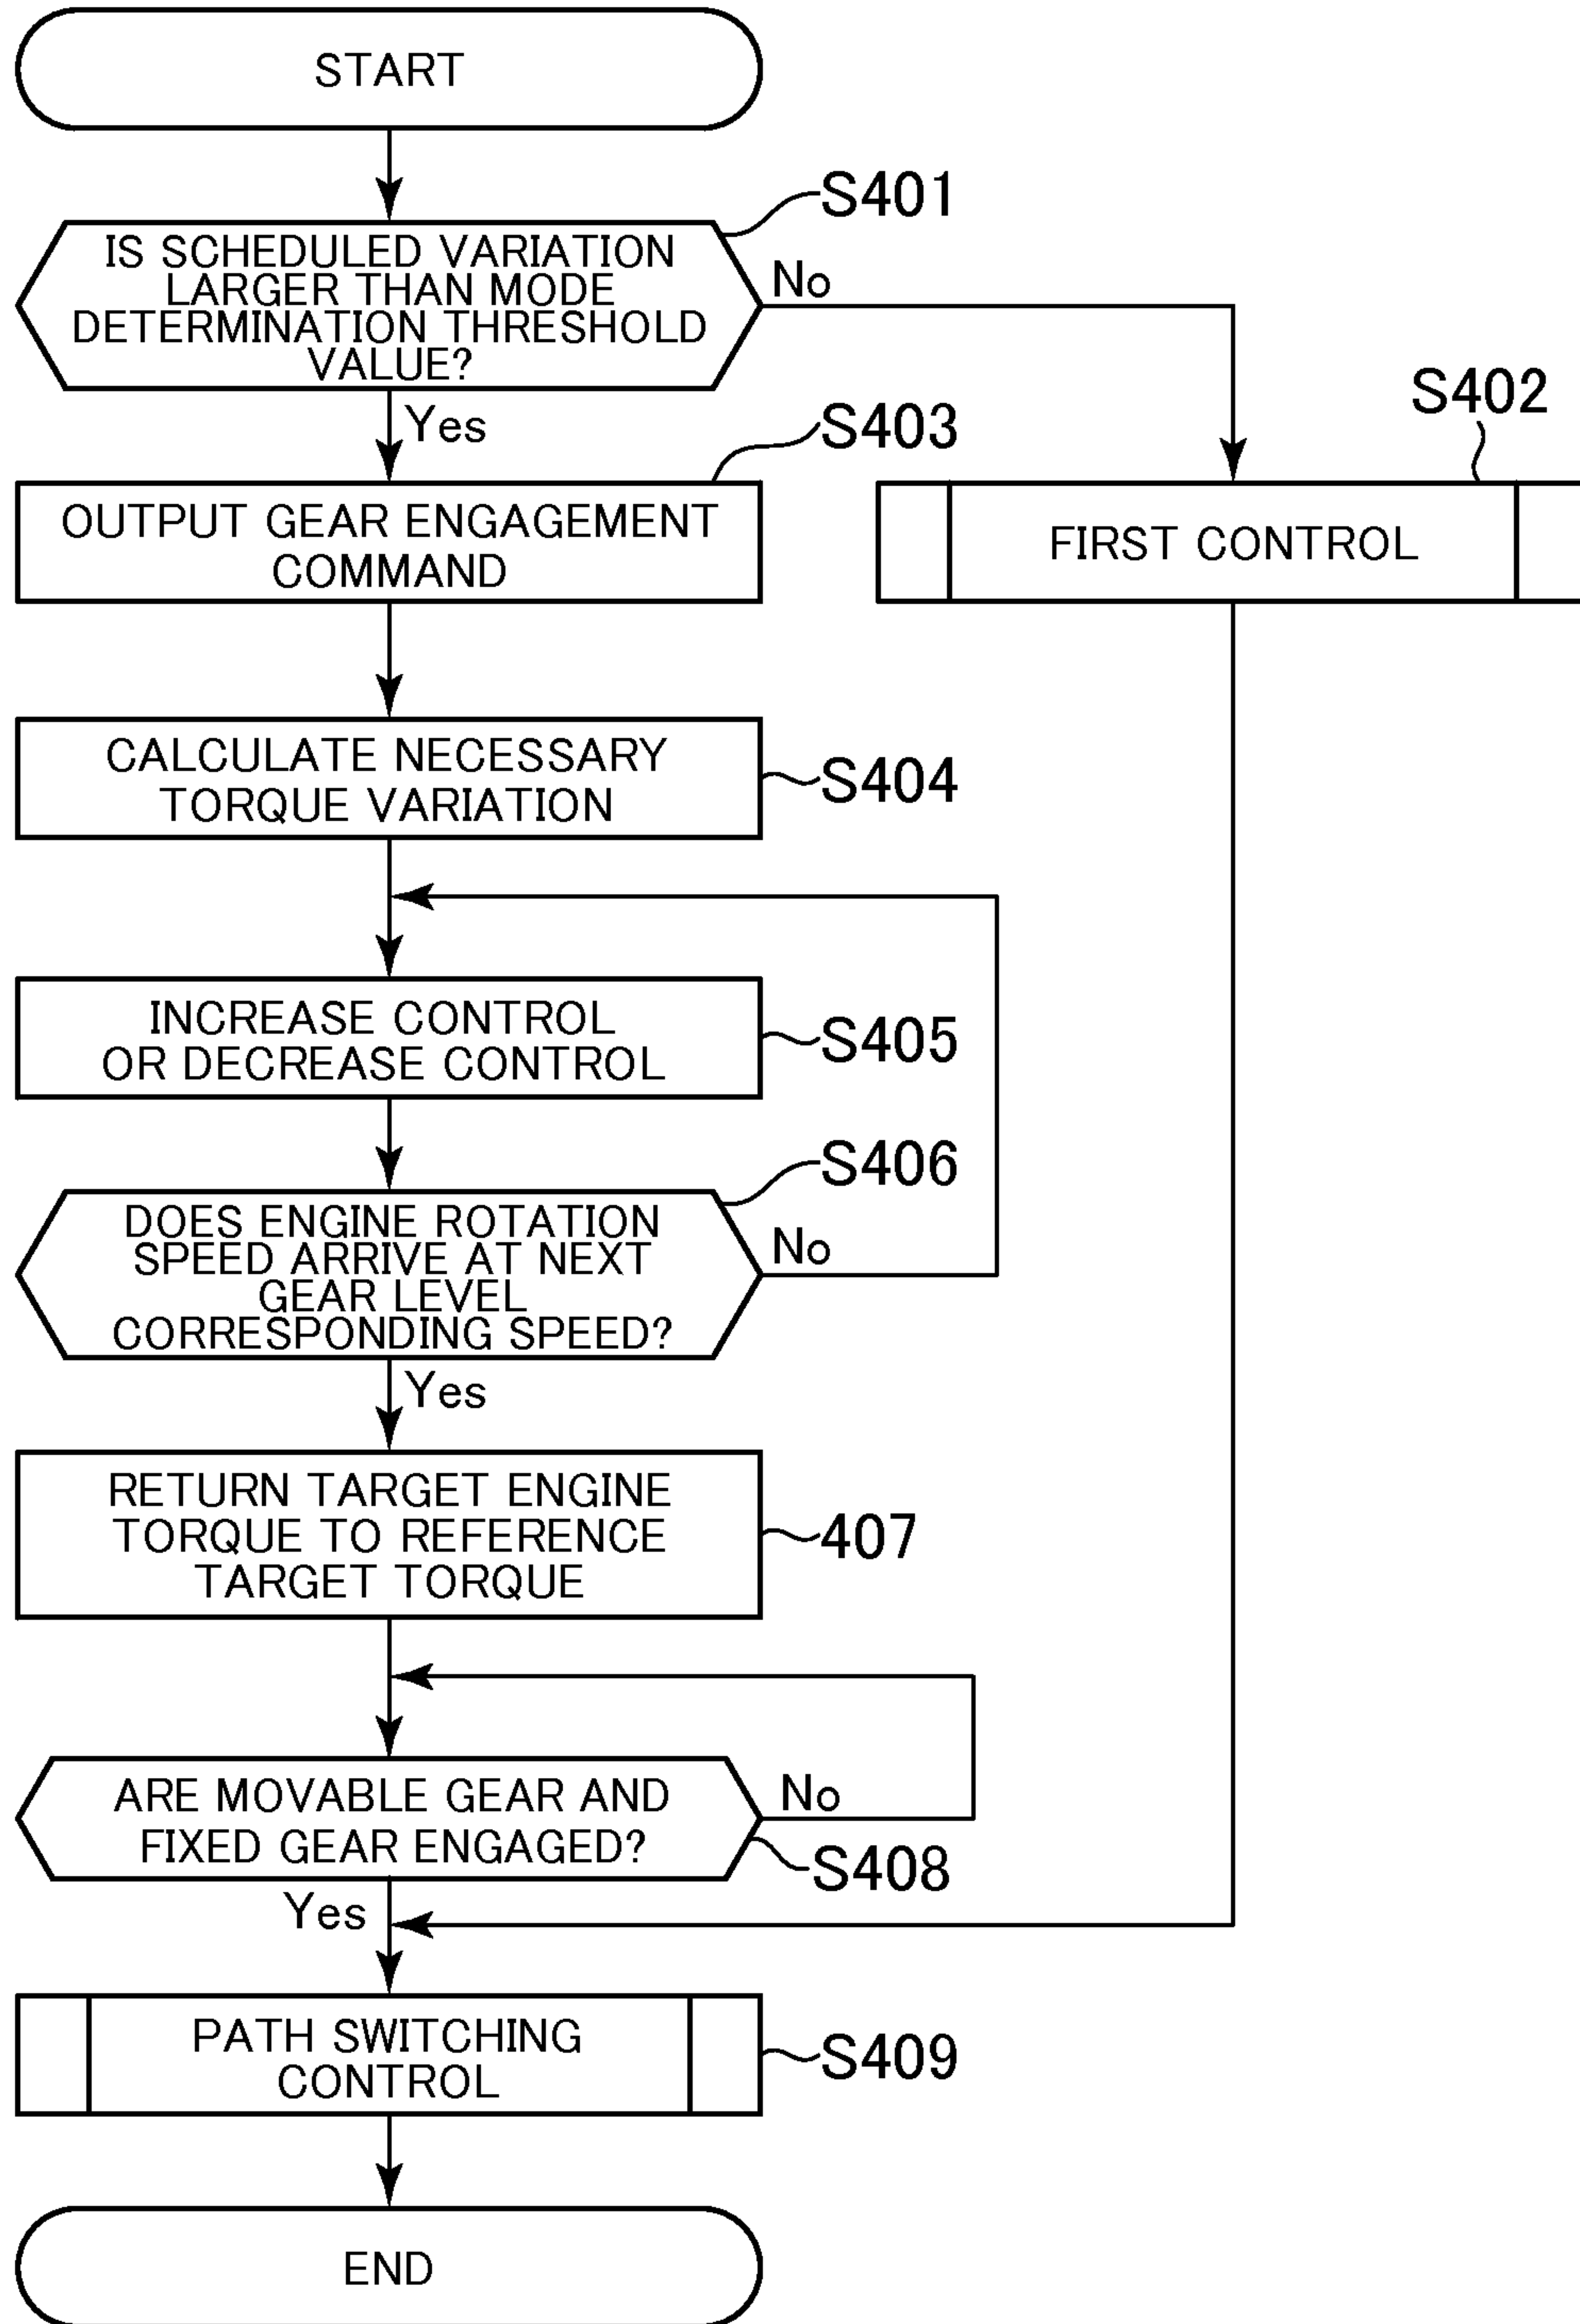 START
S401
IS SCHEDULED VARIATION
LARGER THAN MODE
DETERMINATION THRESHOLD
VALUE?
No
Yes
S403
S402
OUTPUT GEAR ENGAGEMENT
COMMAND
FIRST CONTROL
CALCULATE NECESSARY
TORQUE VARIATION
S404
INCREASE CONTROL
OR DECREASE CONTROL
S405
S406
DOES ENGINE ROTATION
SPEED ARRIVE AT NEXT
GEAR LEVEL
CORRESPONDING SPEED?
No
Yes
RETURN TARGET ENGINE
TORQUE TO REFERENCE
TARGET TORQUE
407
ARE MOVABLE GEAR AND
FIXED GEAR ENGAGED?
No
S408
Yes
PATH SWITCHING
CONTROL
S409
END